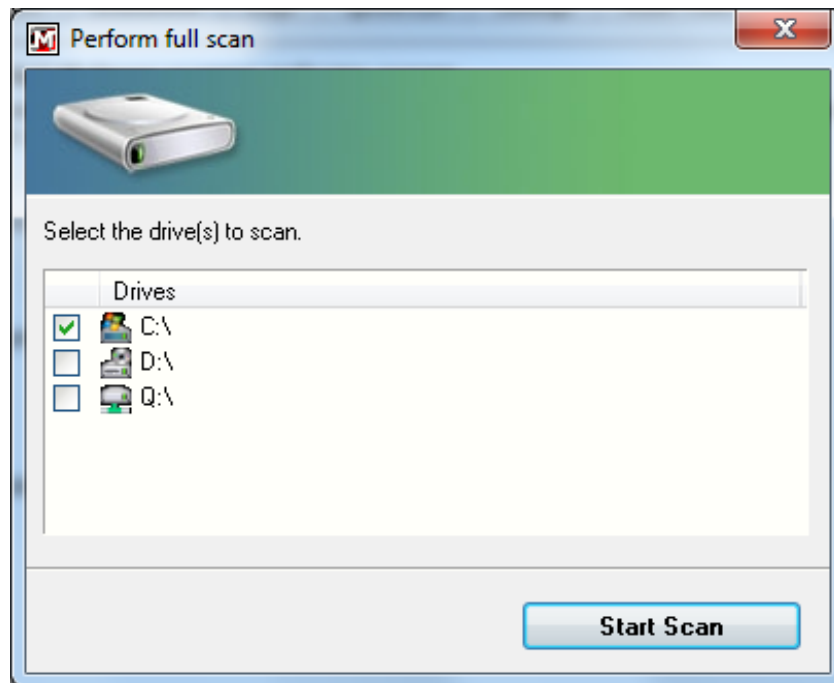 Perform full scan
Select the drive(s) to scan.
Drives
C:\
D:\
Q:\
Start Scan